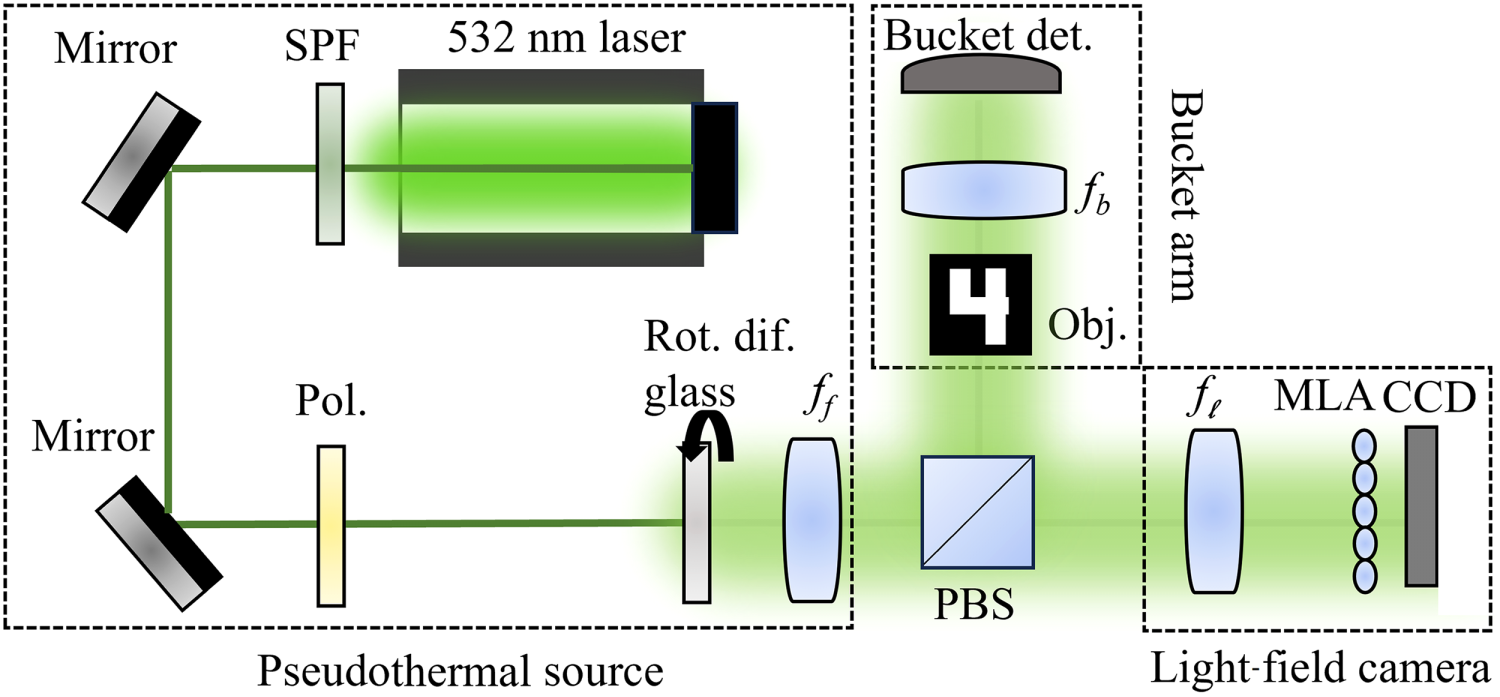 Mirror
SPF
532 nm laser
Bucket det.
f_b
Bucket arm
Obj.
Rot. dif.
glass
f_f
Pol.
Mirror
f_ℓ
MLA
CCD
PBS
4
Pseudothermal source
Light-field camera